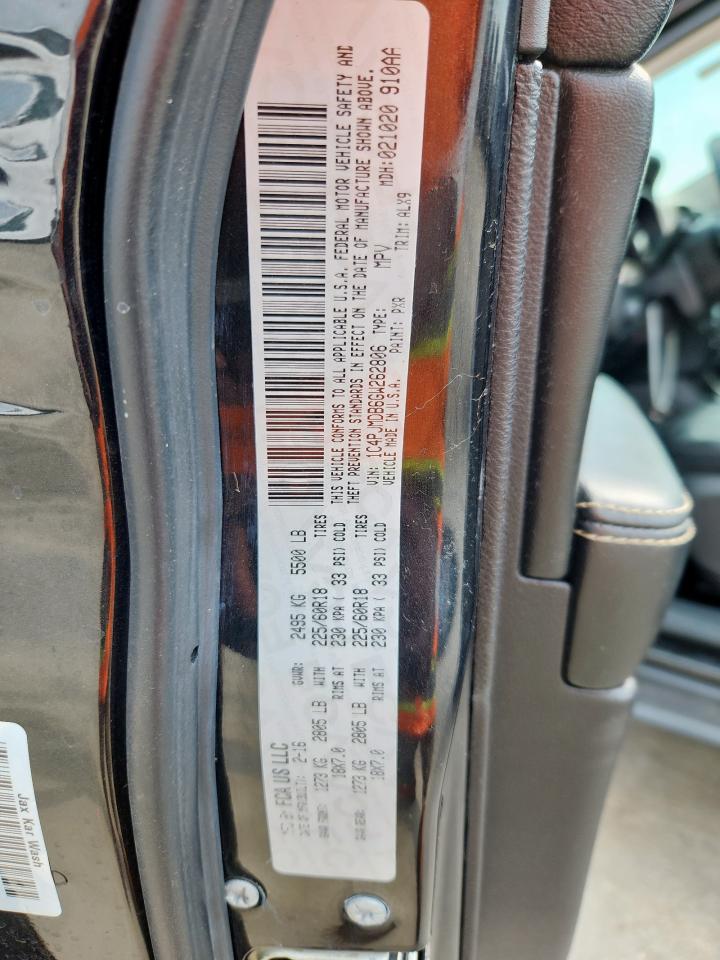 MFD BY FCA US LLC
DATE OF MFR(BUILT): 2-16 GVWR: 2495 KG 5500 LB
GAWR FRONT: 1273 KG 2805 LB WITH 225/60R18 TIRES
18X7.0 RIMS AT 230 KPA ( 33 PSI) COLD
GAWR REAR: 1273 KG 2805 LB WITH 225/60R18 TIRES
18X7.0 RIMS AT 230 KPA ( 33 PSI) COLD
THIS VEHICLE CONFORMS TO ALL APPLICABLE U.S.A. FEDERAL MOTOR VEHICLE SAFETY AND
THEFT PREVENTION STANDARDS IN EFFECT ON THE DATE OF MANUFACTURE SHOWN ABOVE.
VIN: 1C4PJMDB6GW262806 TYPE: MPV MDH:021020 910AA
VEHICLE MADE IN U.S.A. PAINT: PXR TRIM: ALX9
Jax Kar Wash